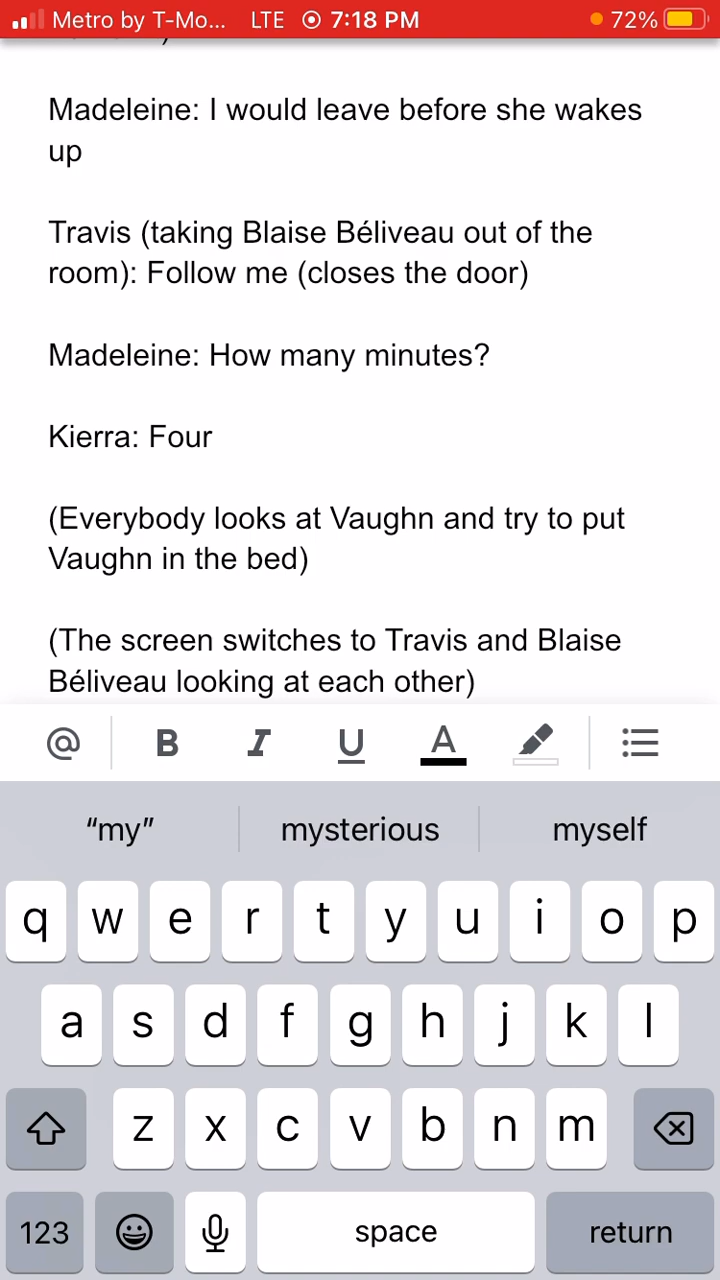 Metro by T-Mo... LTE 7:18 PM 72%
Madeleine: I would leave before she wakes
up
Travis (taking Blaise Béliveau out of the
room): Follow me (closes the door)
Madeleine: How many minutes?
Kierra: Four
(Everybody looks at Vaughn and try to put
Vaughn in the bed)
(The screen switches to Travis and Blaise
Béliveau looking at each other)
@ B I U A
“my” mysterious myself
q w e r t y u i o p
a s d f g h j k l
z x c v b n m
123 space return